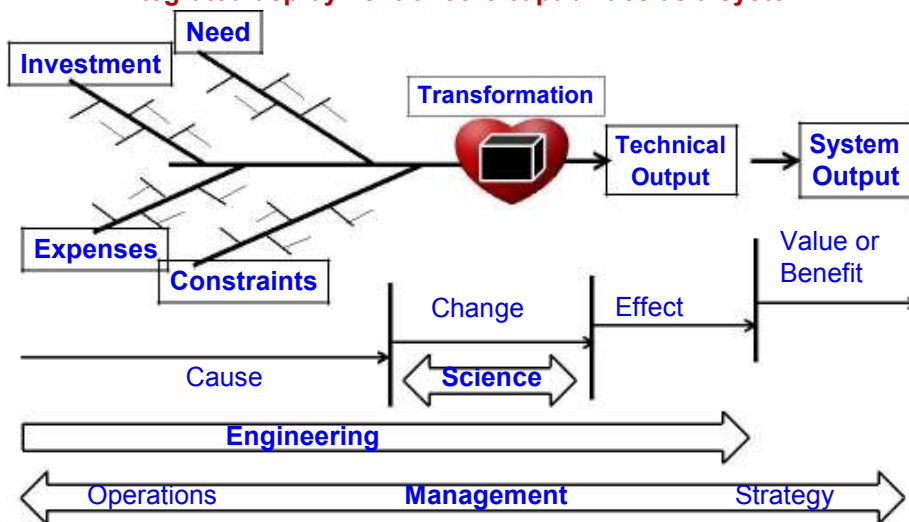 Need
Investment
Transformation
Technical
Output
System
Output
Expenses
Constraints
Value or
Benefit
Change
Effect
Cause
Science
Engineering
Operations
Management
Strategy